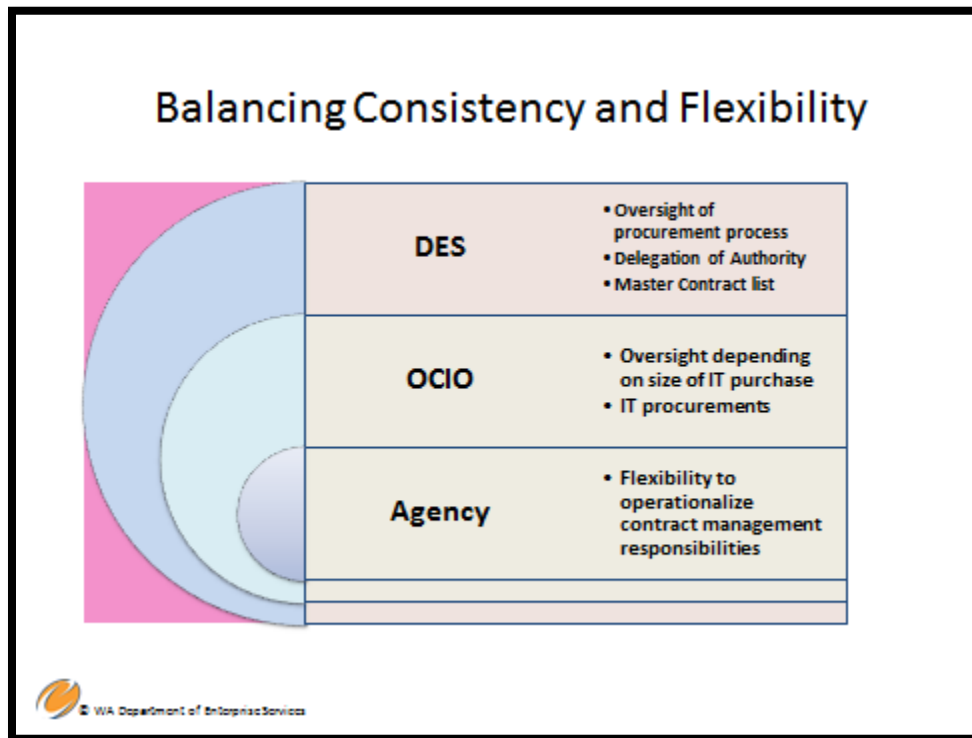 Balancing Consistency and Flexibility
DES
• Oversight of
procurement process
• Delegation of Authority
• Master Contract list
OCIO
• Oversight depending
on size of IT purchase
• IT procurements
Agency
• Flexibility to
operationalize
contract management
responsibilities
© WA Department of Enterprise Services